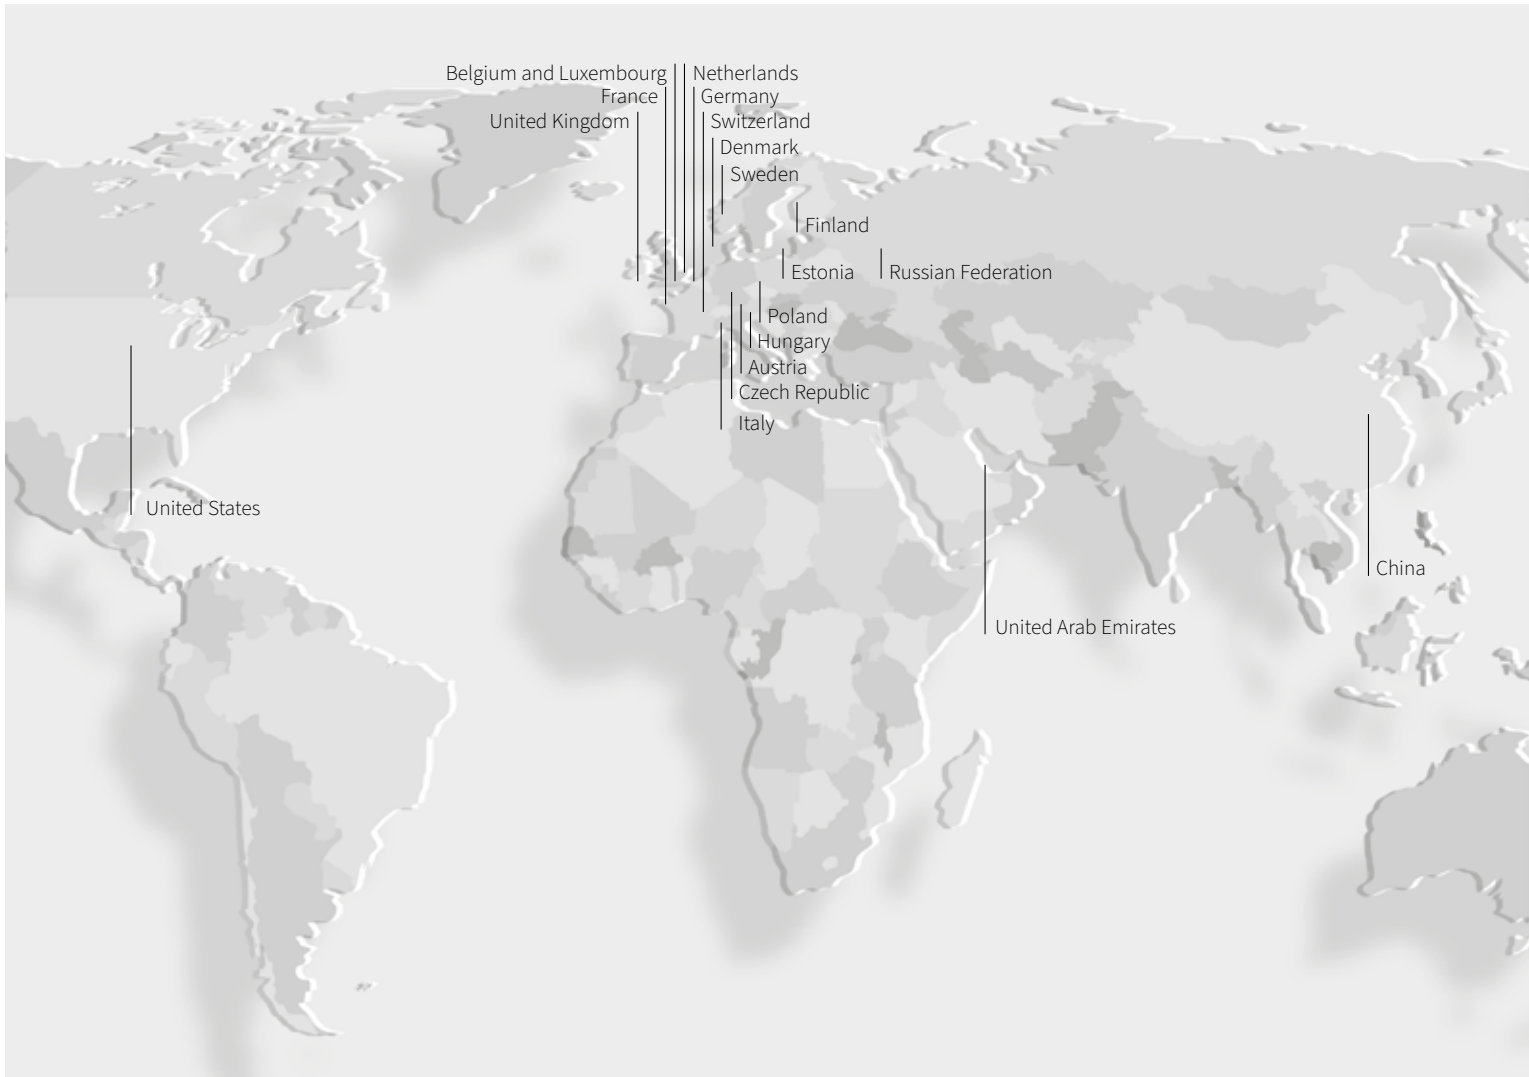 Belgium and Luxembourg
Netherlands
France
Germany
United Kingdom
Switzerland
Denmark
Sweden
Finland
Estonia
Russian Federation
Poland
Hungary
Austria
Czech Republic
Italy
United States
China
United Arab Emirates